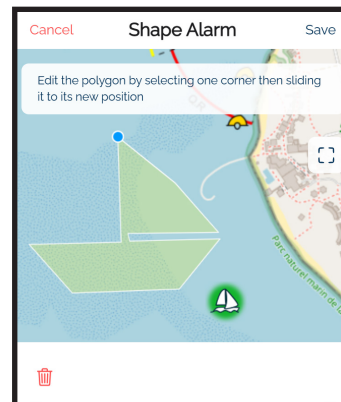 Cancel
Shape Alarm
Save
Edit the polygon by selecting one corner then sliding
it to its new position
Parc naturel marin de la